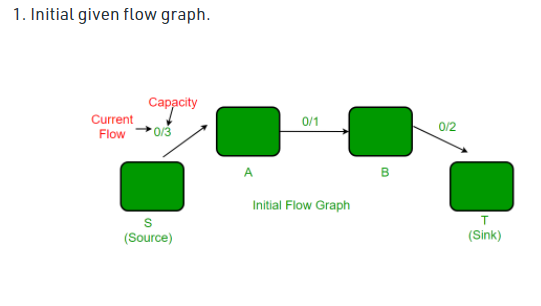 1. Initial given flow graph.
Capacity
Current
Flow
0/3
0/1
0/2
A
B
Initial Flow Graph
S
(Source)
T
(Sink)